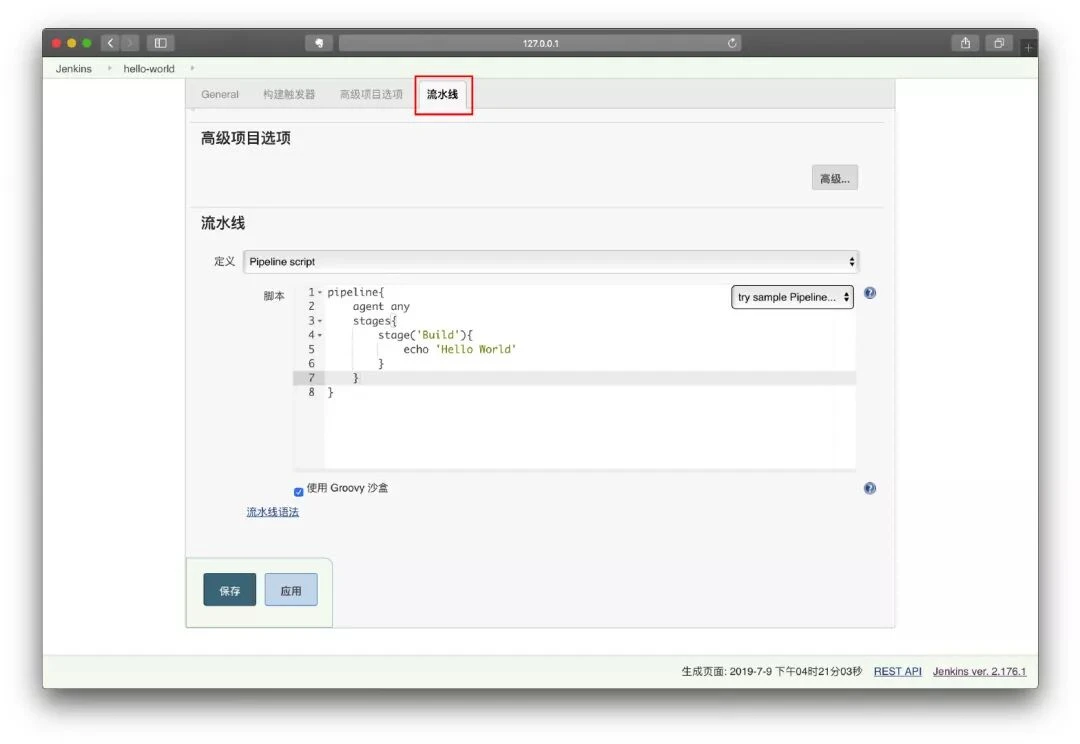 127.0.0.1
Jenkins hello-world
General 构建触发器 高级项目选项 流水线
高级项目选项
高级...
流水线
定义 Pipeline script
脚本
try sample Pipeline...
1 pipeline{
2 agent any
3 stages{
4 stage('Build'){
5 echo 'Hello World'
6 }
7 }
8 }
使用 Groovy 沙盒
流水线语法
保存 应用
生成页面: 2019-7-9 下午04时21分03秒 REST API Jenkins ver. 2.176.1